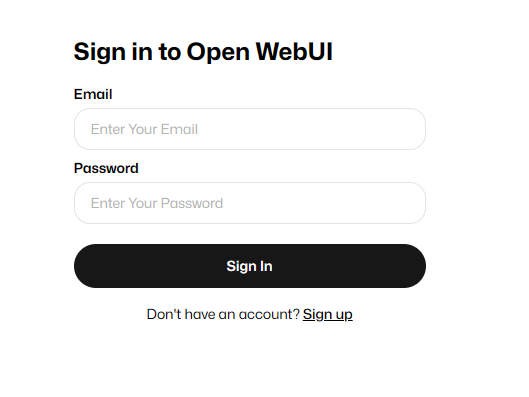 Sign in to Open WebUI
Email
Enter Your Email
Password
Enter Your Password
Sign In
Don't have an account? Sign up